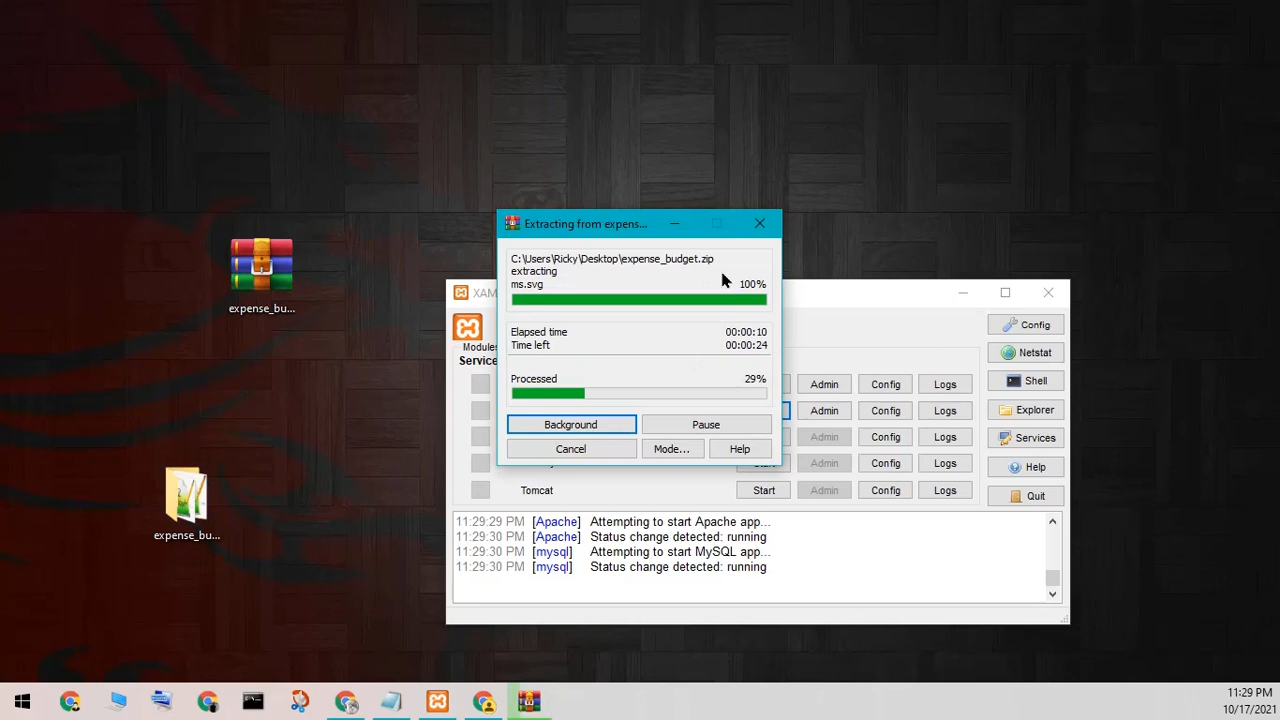 Extracting from expens...
C:\Users\Ricky\Desktop\expense_budget.zip
extracting
ms.svg 100%
Elapsed time 00:00:10
Time left 00:00:24
Processed 29%
Background Pause
Cancel Mode... Help
expense_bu...
expense_bu...
XAM
Modules
Service
Config
Netstat
Shell
Explorer
Services
Help
Quit
Admin Config Logs
Admin Config Logs
Admin Config Logs
Admin Config Logs
Tomcat Start Admin Config Logs
11:29:29 PM [Apache] Attempting to start Apache app...
11:29:30 PM [Apache] Status change detected: running
11:29:30 PM [mysql] Attempting to start MySQL app...
11:29:30 PM [mysql] Status change detected: running
11:29 PM
10/17/2021